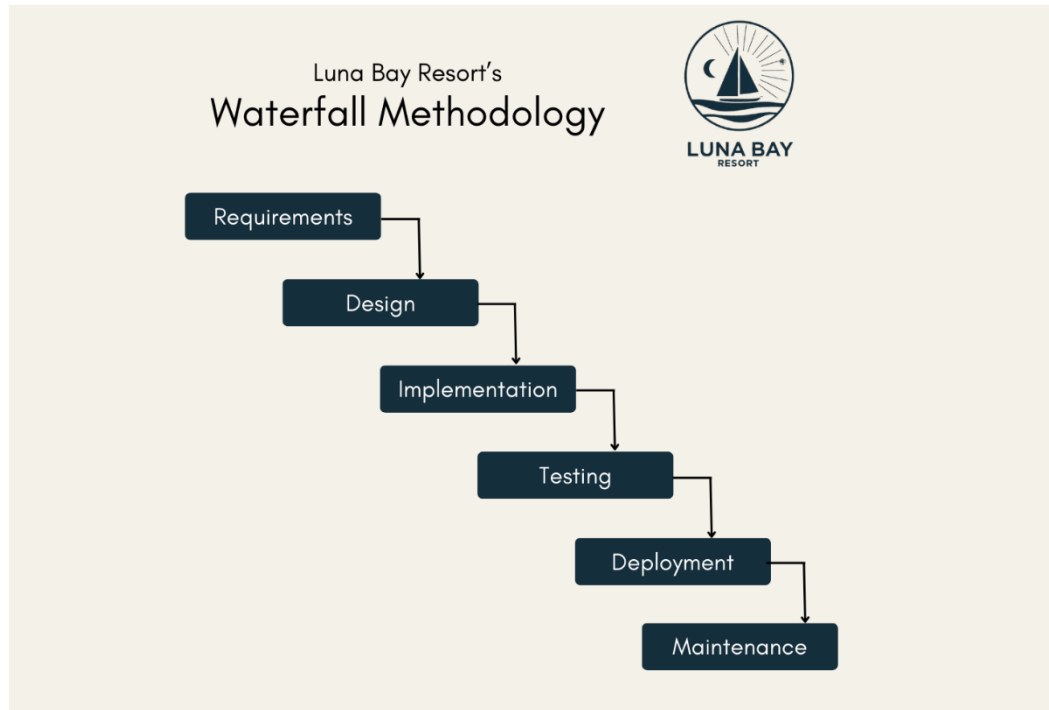 Luna Bay Resort’s
Waterfall Methodology
LUNA BAY
RESORT
Requirements
Design
Implementation
Testing
Deployment
Maintenance